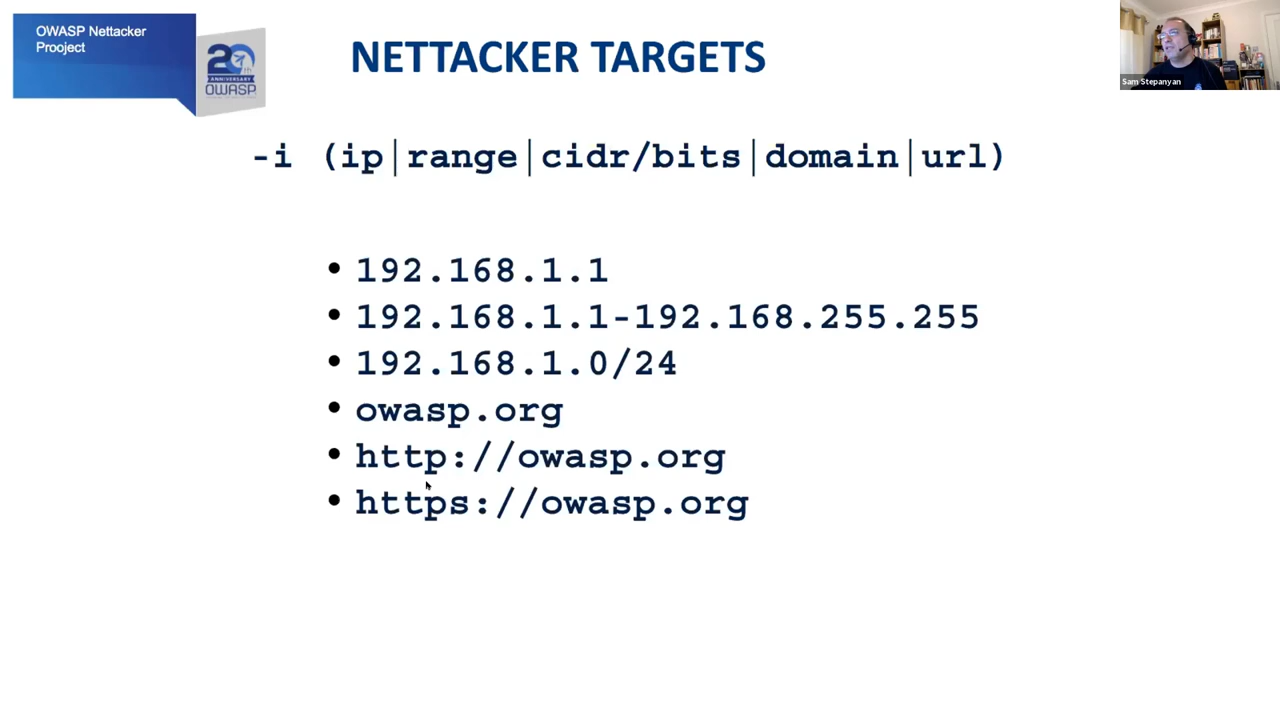 OWASP Nettacker
Prooject
20
ANNIVERSARY
OWASP
NETTACKER TARGETS
Sam Stepanyan
-i (ip|range|cidr/bits|domain|url)
• 192.168.1.1
• 192.168.1.1-192.168.255.255
• 192.168.1.0/24
• owasp.org
• http://owasp.org
• https://owasp.org